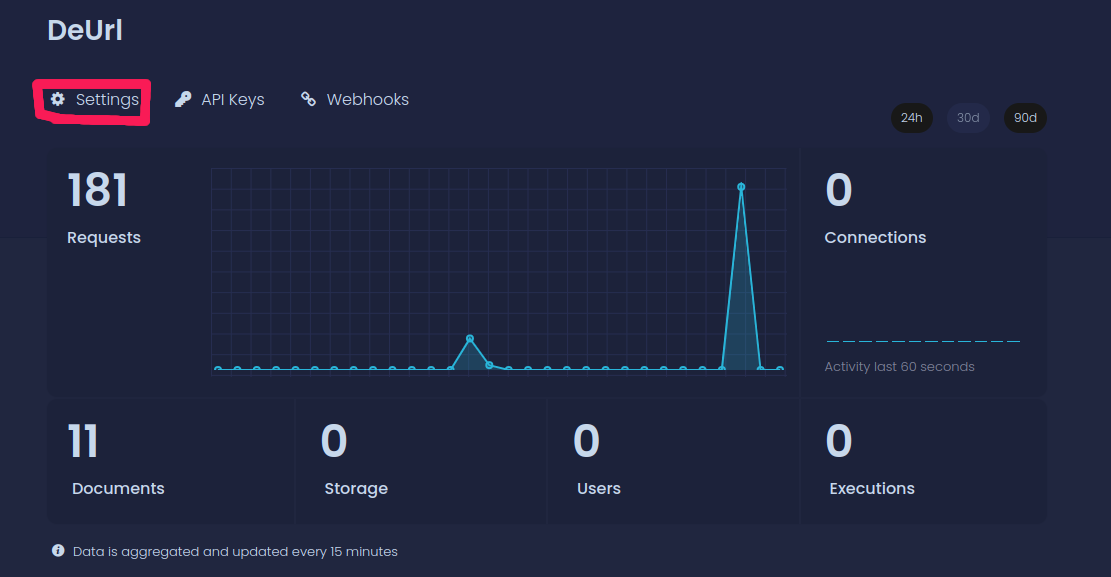 DeUrl
Settings API Keys Webhooks
24h 30d 90d
181
Requests
0
Connections
Activity last 60 seconds
11
Documents
0
Storage
0
Users
0
Executions
Data is aggregated and updated every 15 minutes